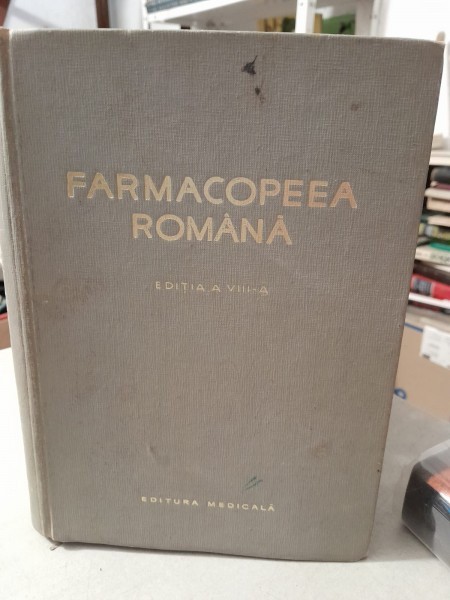 FARMACOPEEA
ROMÂNĂ
EDIȚIA A VIII-A
EDITURA MEDICALĂ